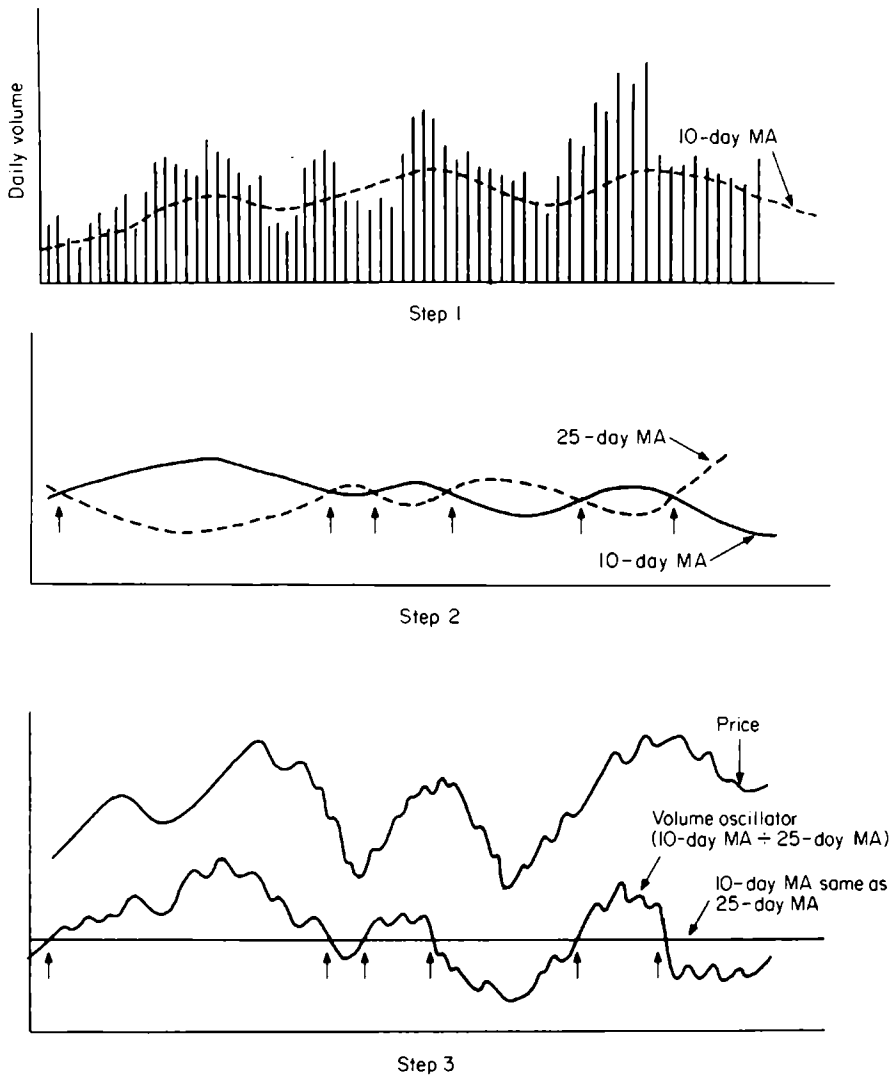 Daily volume
10-day MA
Step 1
25-day MA
10-day MA
Step 2
Price
Volume oscillator
(10-day MA ÷ 25-doy MA)
10-day MA same as
25-day MA
Step 3